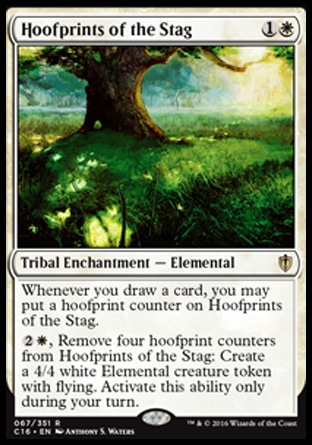 Hoofprints of the Stag 1
Tribal Enchantment — Elemental
Whenever you draw a card, you may
put a hoofprint counter on Hoofprints
of the Stag.
2, Remove four hoofprint counters
from Hoofprints of the Stag: Create
a 4/4 white Elemental creature token
with flying. Activate this ability only
during your turn.
067/351 R
C16 • EN ANTHONY S. WATERS ™ & © 2016 Wizards of the Coast